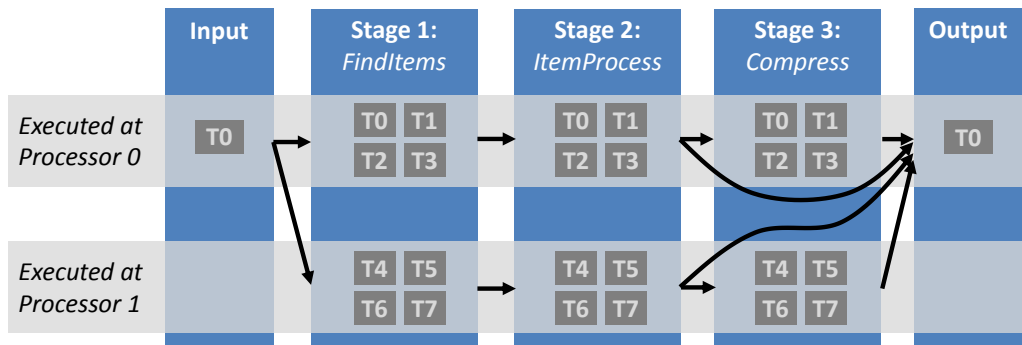 Input
Stage 1:
FindItems
Stage 2:
ItemProcess
Stage 3:
Compress
Output
Executed at
Processor 0
T0
T0 T1
T2 T3
T0 T1
T2 T3
T0 T1
T2 T3
T0
Executed at
Processor 1
T4 T5
T6 T7
T4 T5
T6 T7
T4 T5
T6 T7